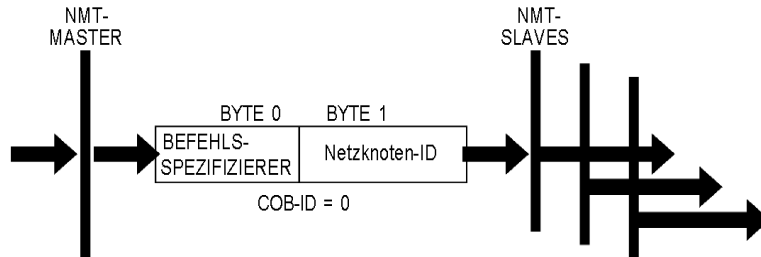 NMT-
MASTER
NMT-
SLAVES
BYTE 0
BYTE 1
BEFEHLS-
SPEZIFIZIERER
Netzknoten-ID
COB-ID = 0